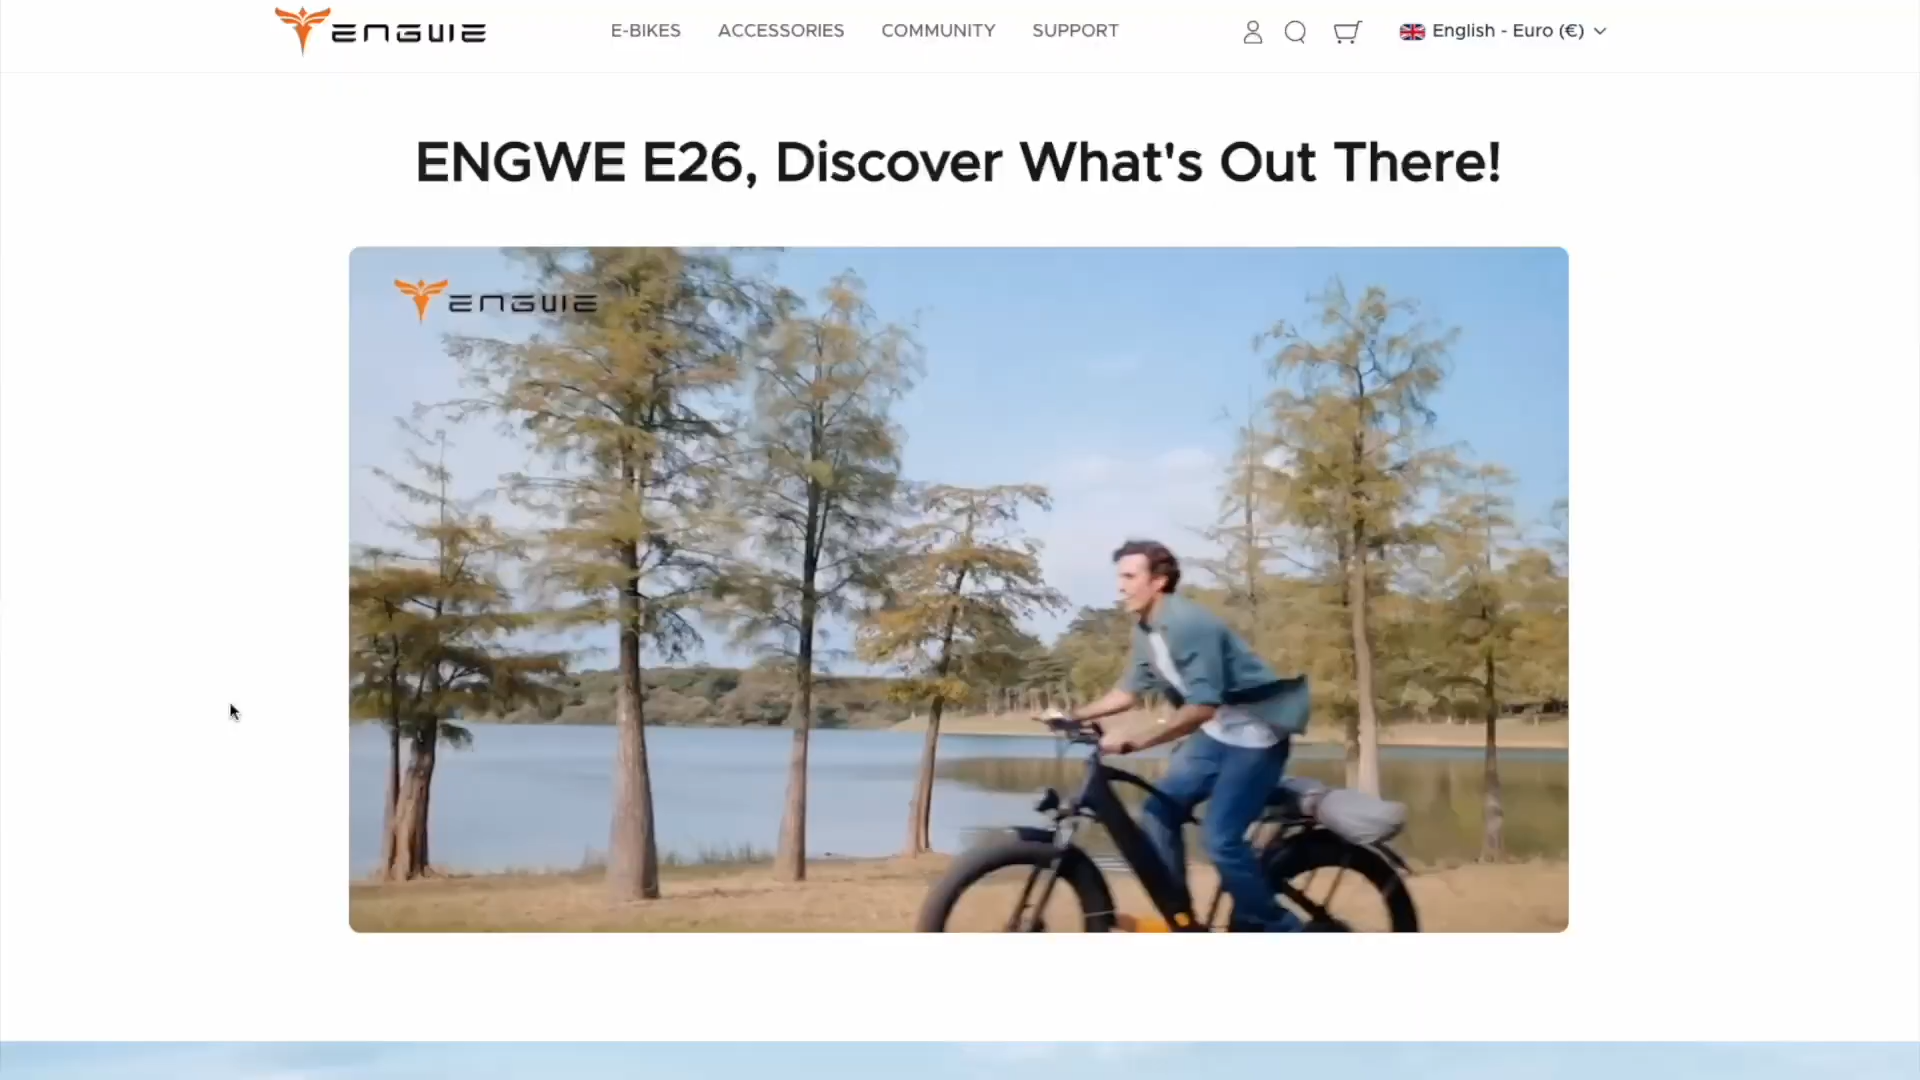 ENGWE
E-BIKES
ACCESSORIES
COMMUNITY
SUPPORT
English - Euro (€)
ENGWE E26, Discover What's Out There!
ENGWE